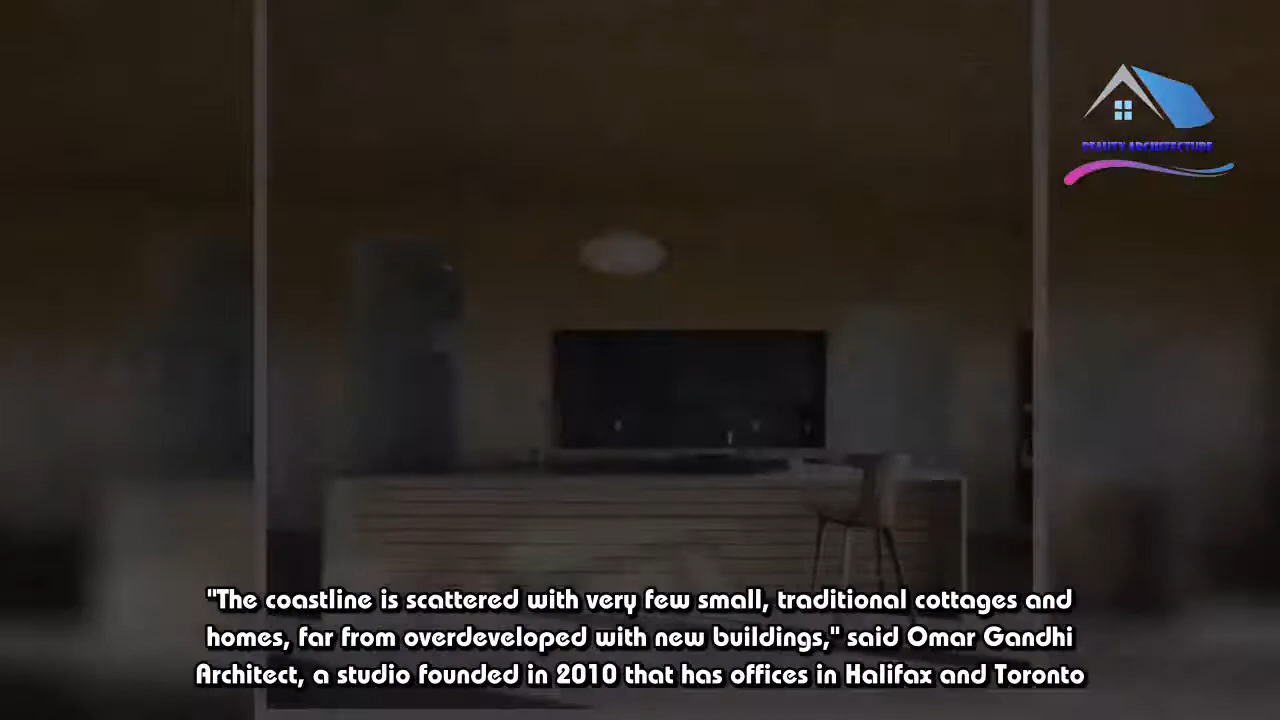 BEAUTY ARCHITECTURE
"The coastline is scattered with very few small, traditional cottages and
homes, far from overdeveloped with new buildings," said Omar Gandhi
Architect, a studio founded in 2010 that has offices in Halifax and Toronto